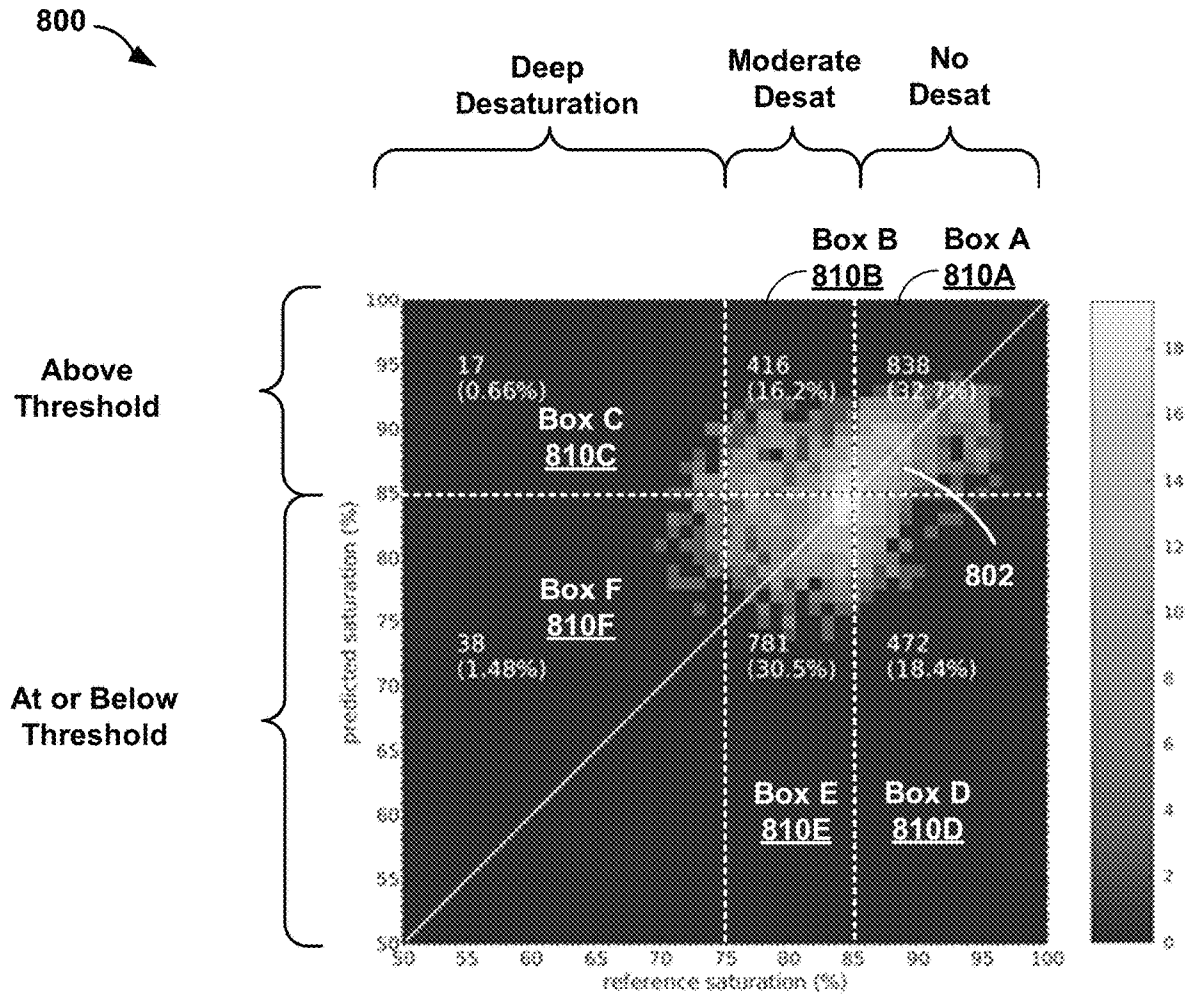 800
Deep
Desaturation
Moderate
Desat
No
Desat
Box B
810B
Box A
810A
Above
Threshold
At or Below
Threshold
100
95
90
85
80
75
70
65
60
55
50
predicted saturation (%)
17
(0.66%)
416
(16.2%)
838
(32.7%)
Box C
810C
Box F
810F
802
38
(1.48%)
781
(30.5%)
472
(18.4%)
Box E
810E
Box D
810D
50 55 60 65 70 75 80 85 90 95 100
reference saturation (%)
18
16
14
12
10
8
6
4
2
0